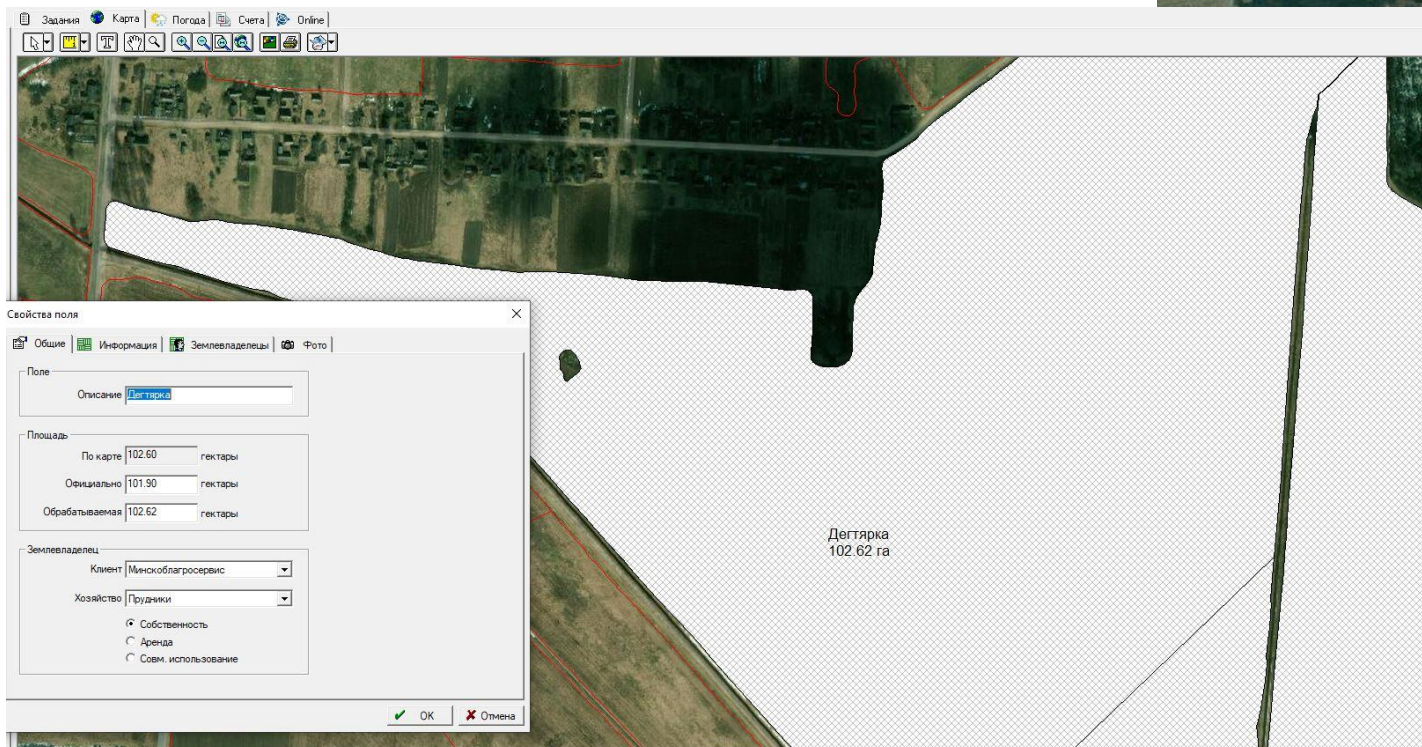 Задания Карта Погода Счета Online
Свойства поля
Общие Информация Землевладелецы Фото
Поле
Описание Дегтярка
Площадь
По карте 102.60 гектары
Официально 101.90 гектары
Обрабатываемая 102.62 гектары
Землевладелец
Клиент Минскоблагросервис
Хозяйство Прудники
Собственность
Аренда
Совм. использование
OK Отмена
Дегтярка
102.62 га